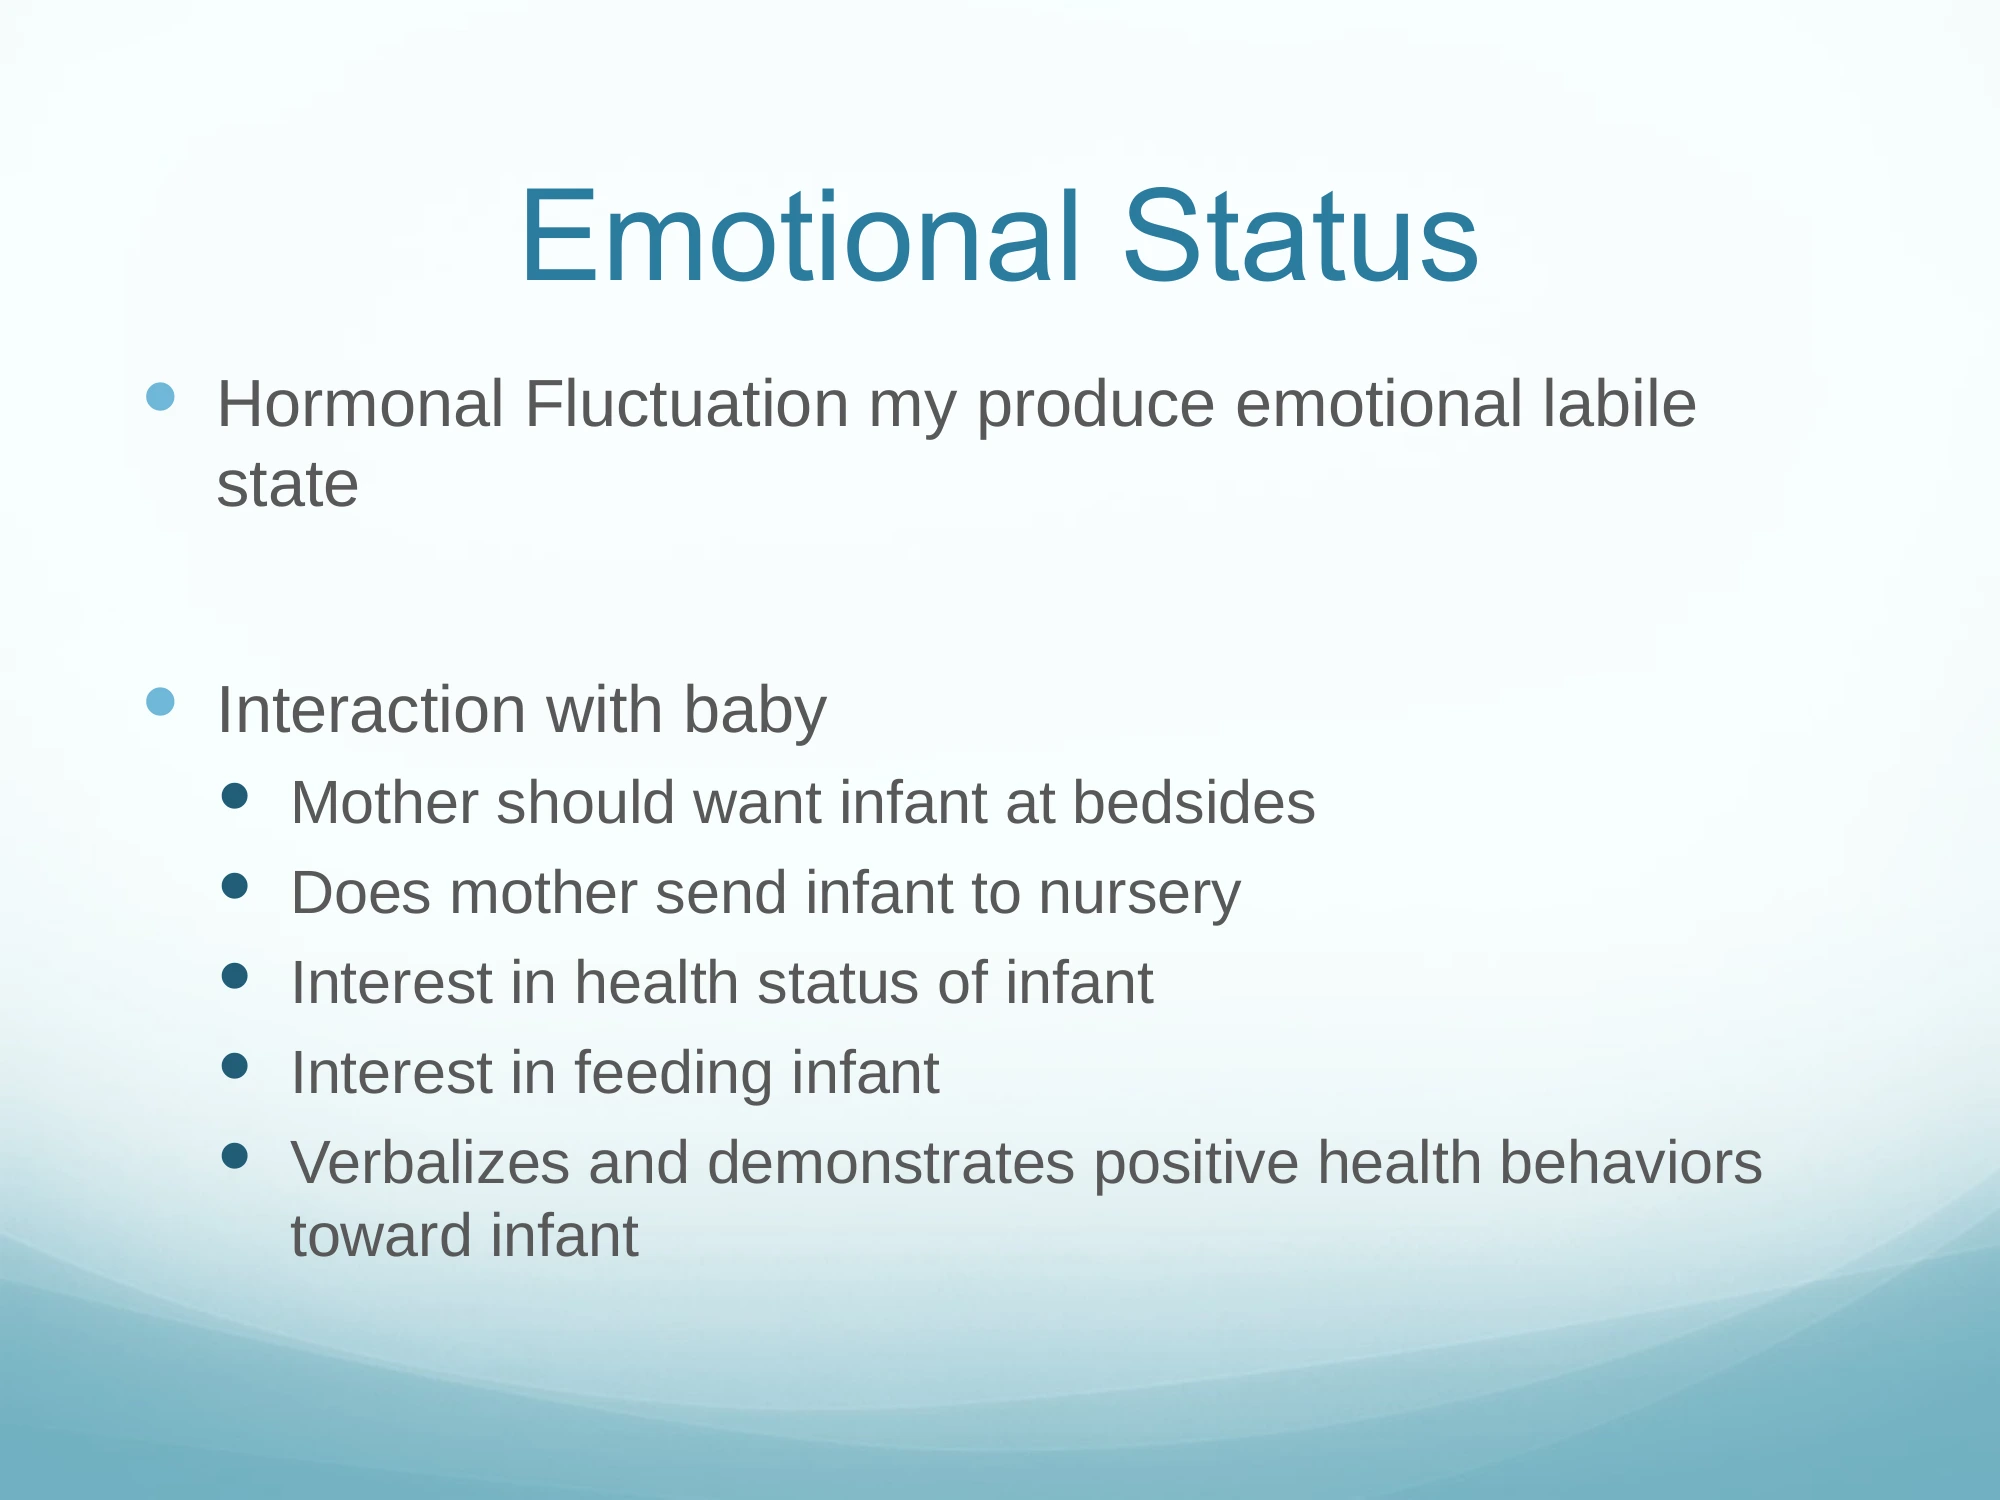 Emotional Status
Hormonal Fluctuation my produce emotional labile
state
Interaction with baby
Mother should want infant at bedsides
Does mother send infant to nursery
Interest in health status of infant
Interest in feeding infant
Verbalizes and demonstrates positive health behaviors
toward infant